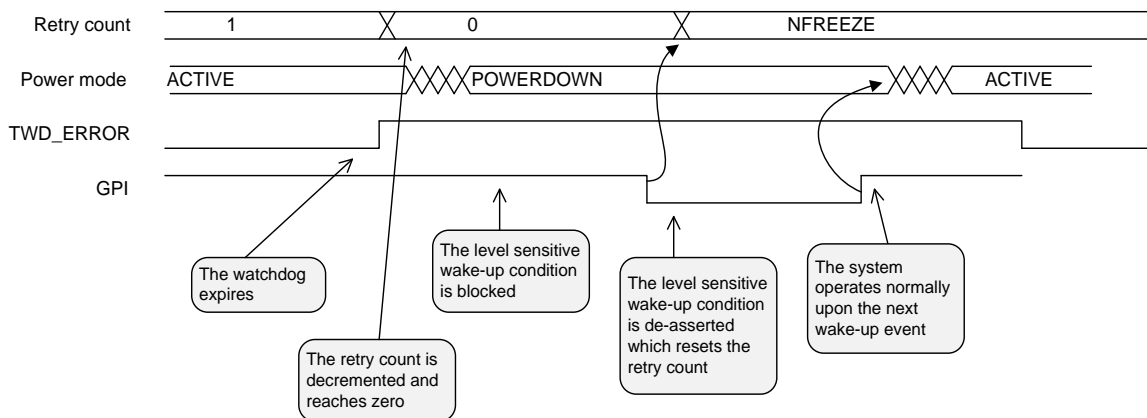 Retry count
1
0
NFREEZE
Power mode
ACTIVE
POWERDOWN
ACTIVE
TWD_ERROR
GPI
The watchdog
expires
The retry count is
decremented and
reaches zero
The level sensitive
wake-up condition
is blocked
The level sensitive
wake-up condition
is de-asserted
which resets the
retry count
The system
operates normally
upon the next
wake-up event